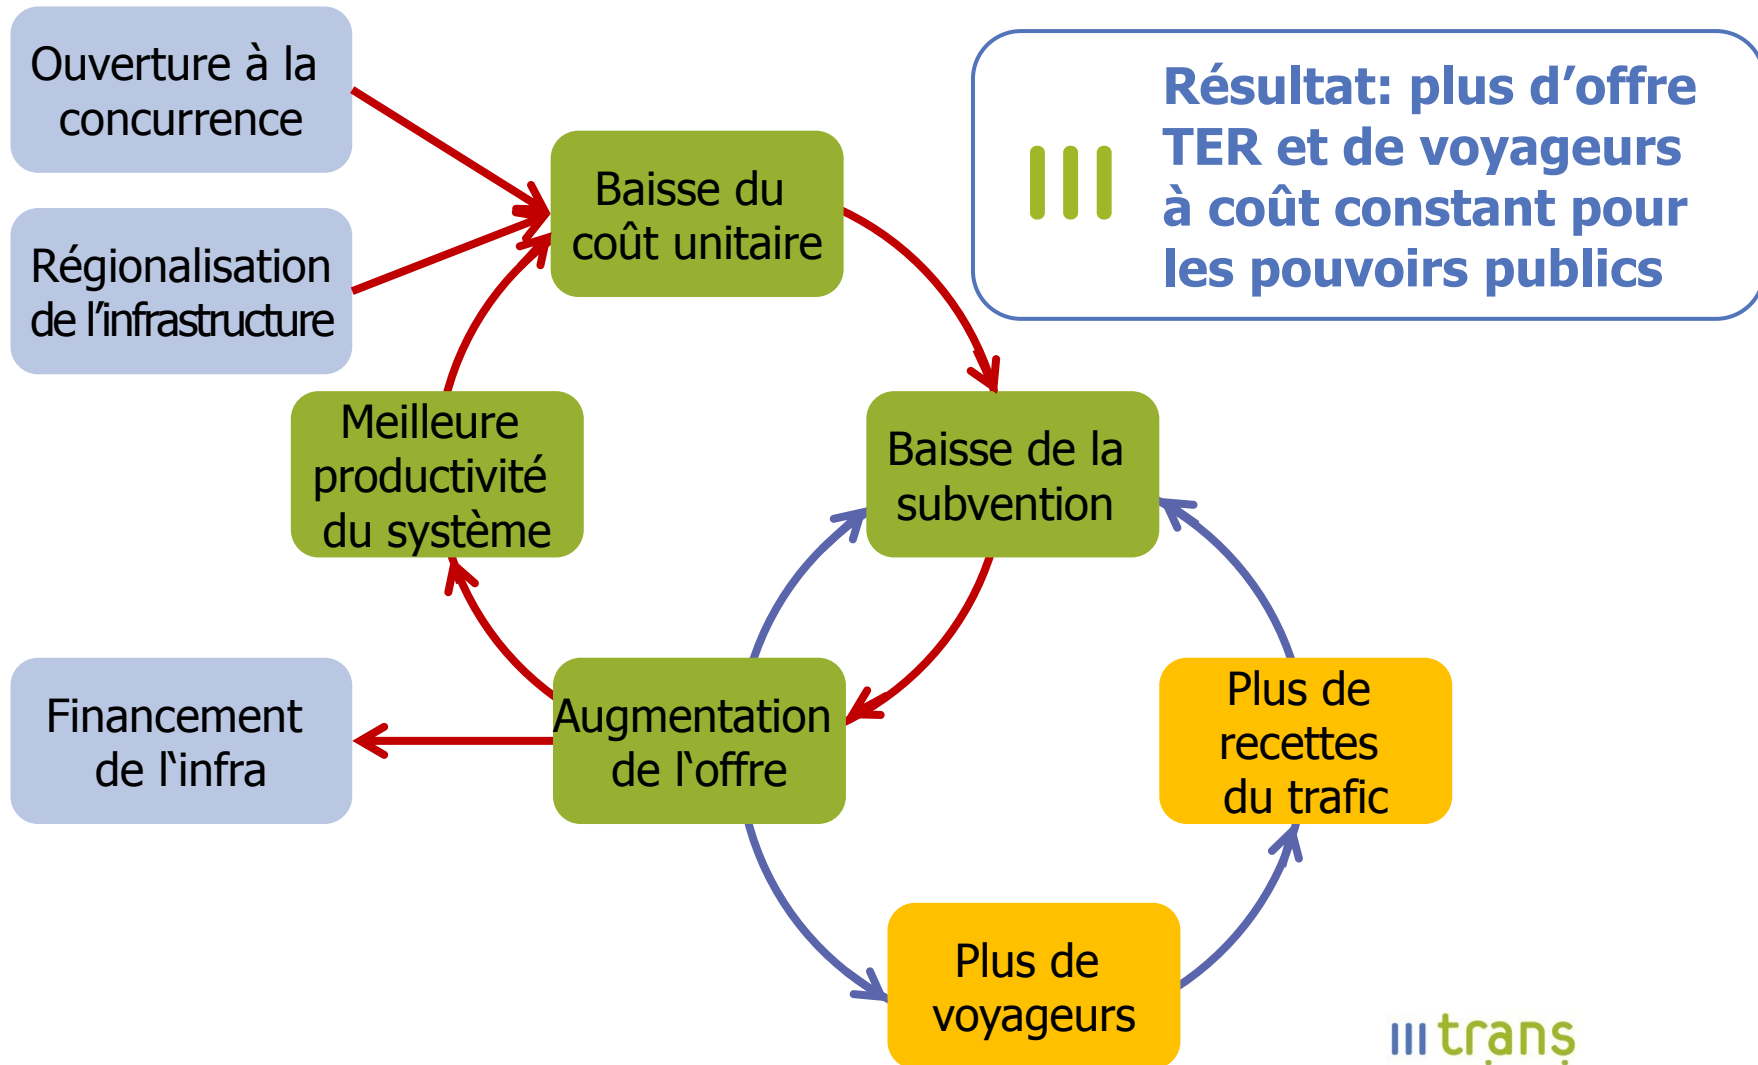 Ouverture à la
concurrence
Régionalisation
de l'infrastructure
Baisse du
coût unitaire
Résultat: plus d’offre
TER et de voyageurs
à coût constant pour
les pouvoirs publics
Meilleure
productivité
du système
Baisse de la
subvention
Financement
de l‘infra
Augmentation
de l‘offre
Plus de
recettes
du trafic
Plus de
voyageurs
trans